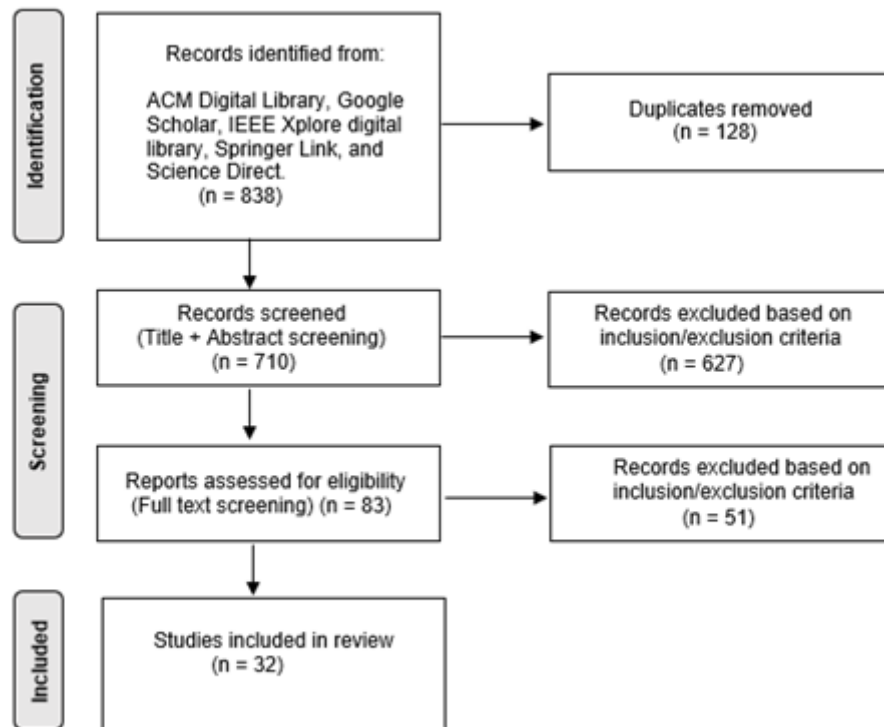 Identification
Records identified from:
ACM Digital Library, Google
Scholar, IEEE Xplore digital
library, Springer Link, and
Science Direct.
(n = 838)
Duplicates removed
(n = 128)
Screening
Records screened
(Title + Abstract screening)
(n = 710)
Records excluded based on
inclusion/exclusion criteria
(n = 627)
Reports assessed for eligibility
(Full text screening) (n = 83)
Records excluded based on
inclusion/exclusion criteria
(n = 51)
Included
Studies included in review
(n = 32)